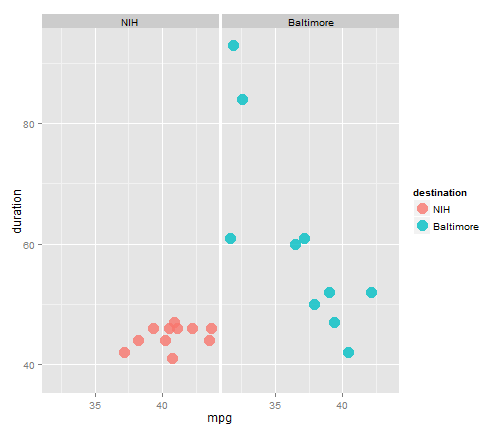 NIH Baltimore
duration
80
60
40
35 40 35 40
mpg
destination
NIH
Baltimore